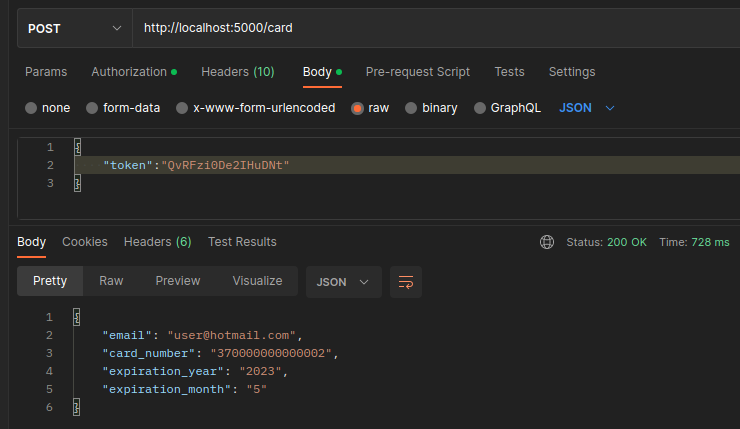 POST http://localhost:5000/card
Params Authorization Headers (10) Body Pre-request Script Tests Settings
none form-data x-www-form-urlencoded raw binary GraphQL JSON
1 {
2 "token":"QvRFzi0De2IHuDNt"
3 }
Body Cookies Headers (6) Test Results Status: 200 OK Time: 728 ms
Pretty Raw Preview Visualize JSON
1 {
2 "email": "user@hotmail.com",
3 "card_number": "370000000000002",
4 "expiration_year": "2023",
5 "expiration_month": "5"
6 }